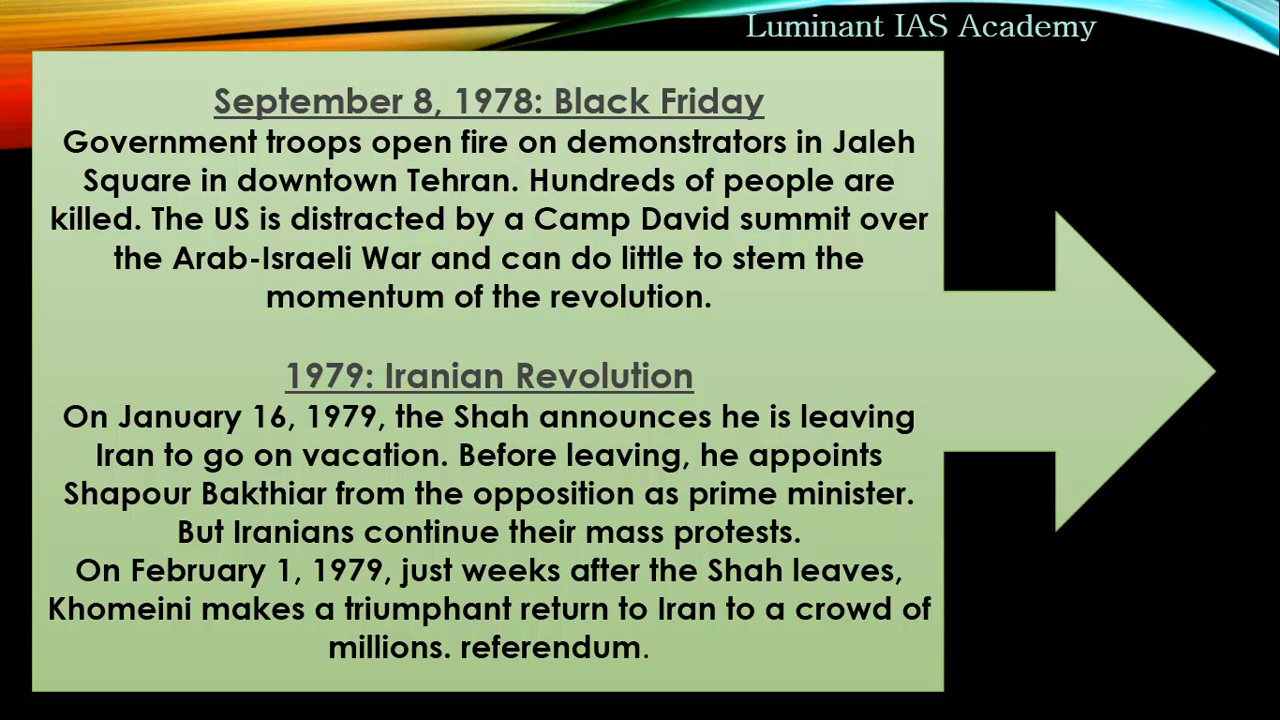 Luminant IAS Academy
September 8, 1978: Black Friday
Government troops open fire on demonstrators in Jaleh
Square in downtown Tehran. Hundreds of people are
killed. The US is distracted by a Camp David summit over
the Arab-Israeli War and can do little to stem the
momentum of the revolution.
1979: Iranian Revolution
On January 16, 1979, the Shah announces he is leaving
Iran to go on vacation. Before leaving, he appoints
Shapour Bakthiar from the opposition as prime minister.
But Iranians continue their mass protests.
On February 1, 1979, just weeks after the Shah leaves,
Khomeini makes a triumphant return to Iran to a crowd of
millions. referendum.